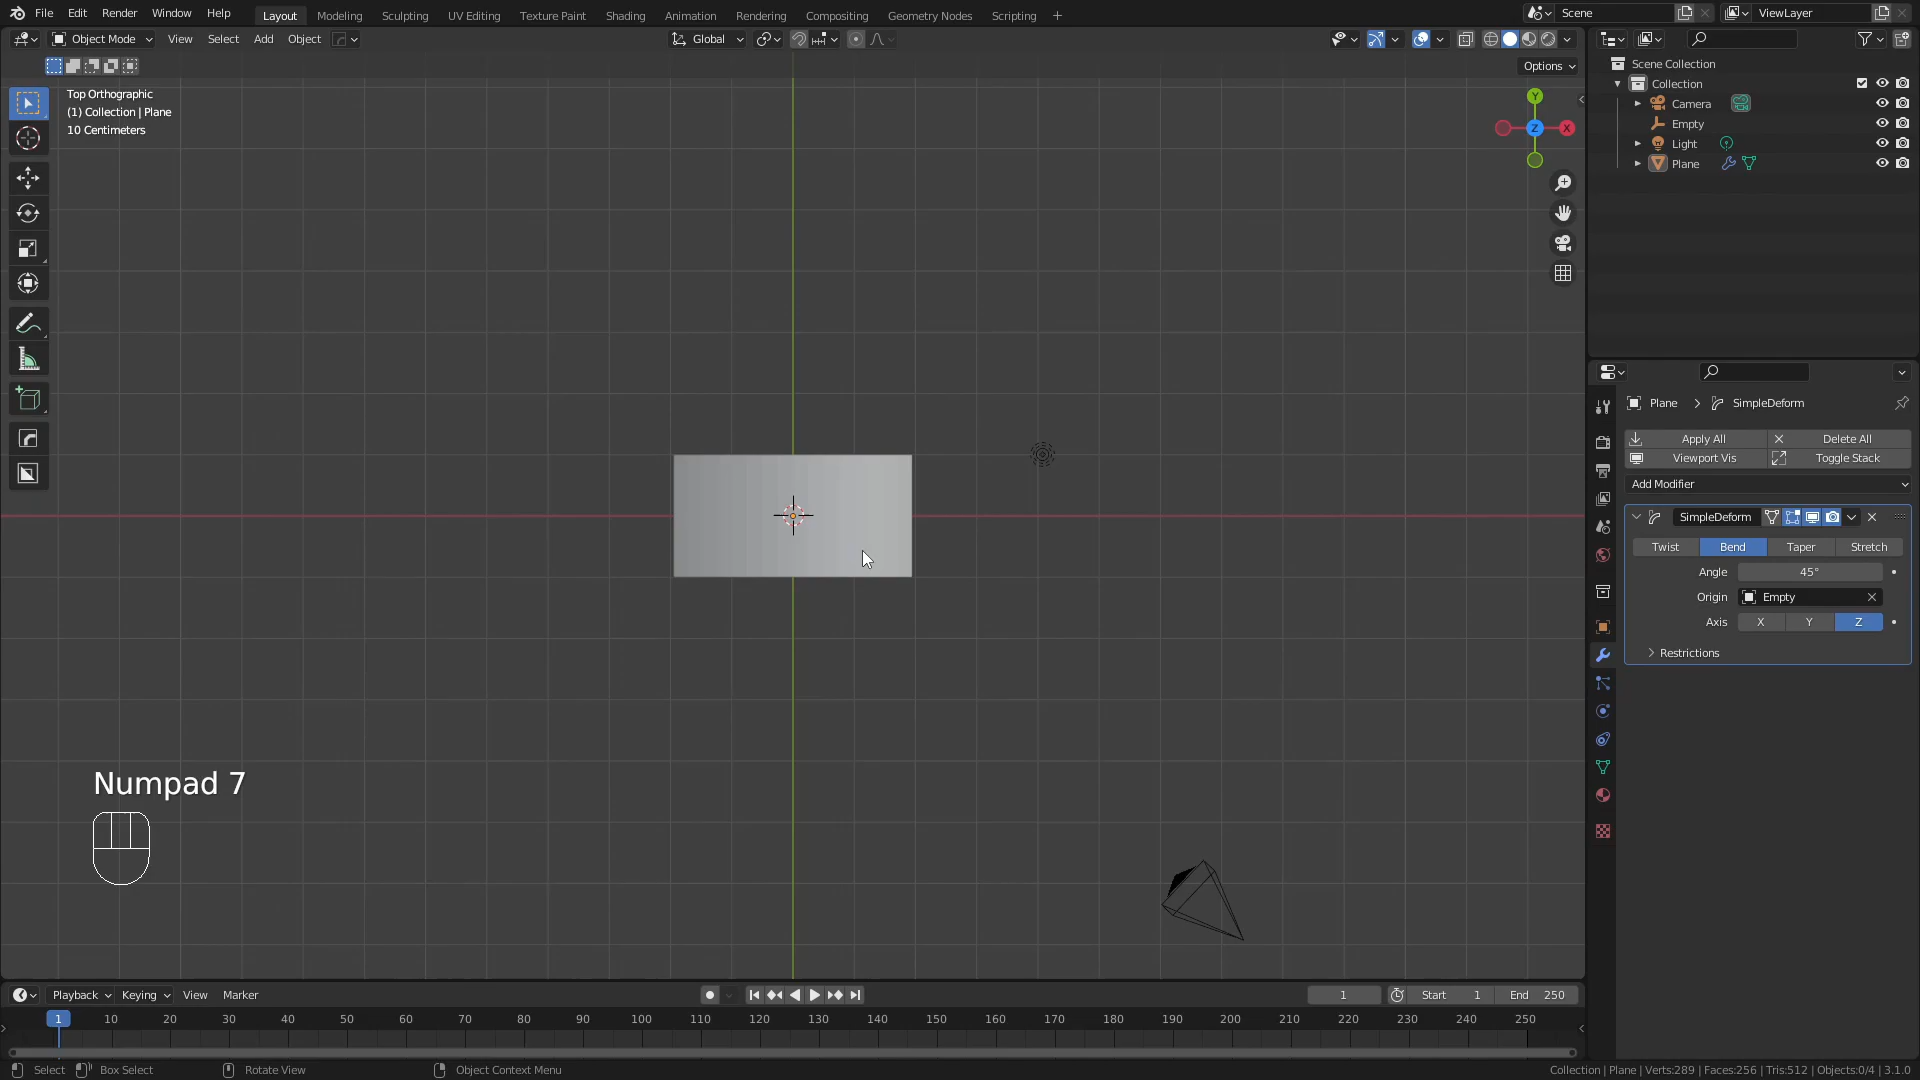 File Edit Render Window Help Layout Modeling Sculpting UV Editing Texture Paint Shading Animation Rendering Compositing Geometry Nodes Scripting + Scene ViewLayer
Object Mode View Select Add Object Global
Options
Top Orthographic
(1) Collection | Plane
10 Centimeters
Y
Z X
Scene Collection
Collection
Camera
Empty
Light
Plane
Plane > SimpleDeform
Apply All Delete All
Viewport Vis Toggle Stack
Add Modifier
SimpleDeform
Twist Bend Taper Stretch
Angle 45°
Origin Empty
Axis X Y Z
Restrictions
Numpad 7
Playback Keying View Marker 1 Start 1 End 250
1 10 20 30 40 50 60 70 80 90 100 110 120 130 140 150 160 170 180 190 200 210 220 230 240 250
Select Box Select Rotate View Object Context Menu Collection | Plane | Verts:289 | Faces:256 | Tris:512 | Objects:0/4 | 3.1.0